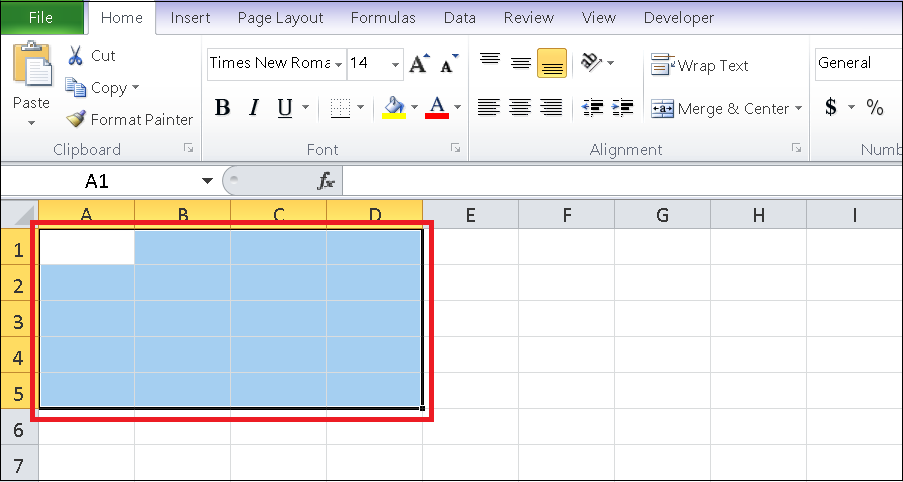 File Home Insert Page Layout Formulas Data Review View Developer
Cut Times New Roma 14 A A Wrap Text General
Paste Copy B I U A Merge & Center $ %
Format Painter
Clipboard Font Alignment Numb
A1 fx
A B C D E F G H I
1
2
3
4
5
6
7